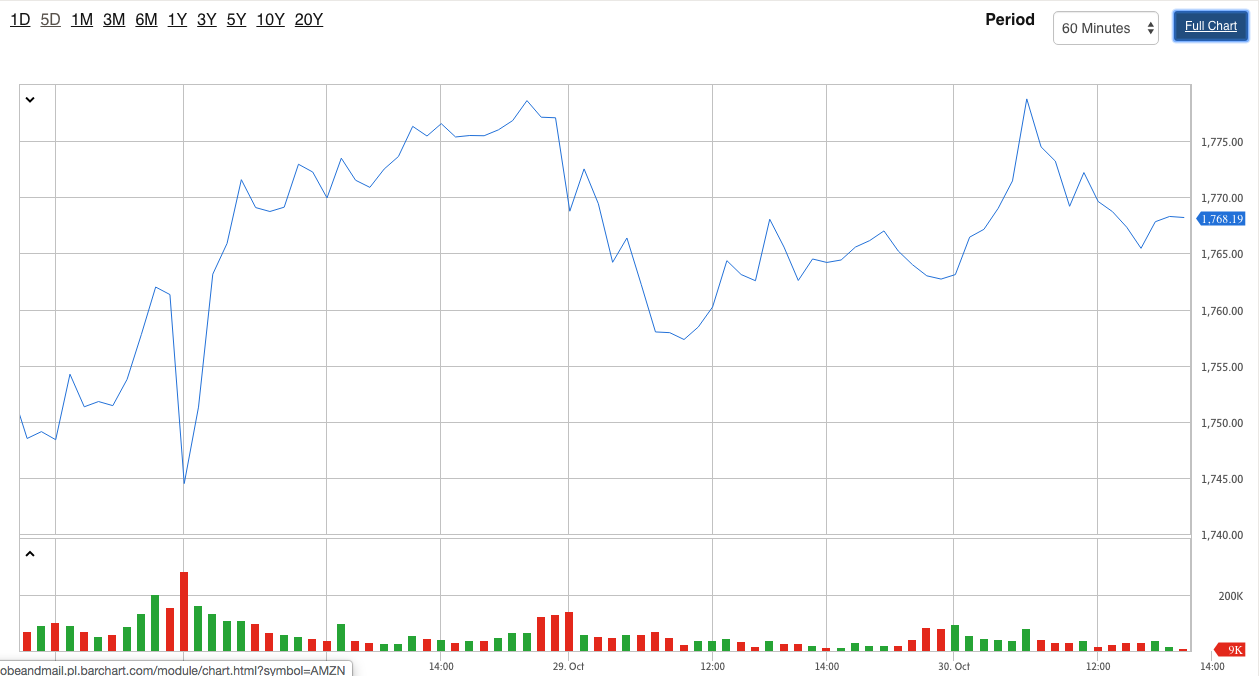 1D 5D 1M 3M 6M 1Y 3Y 5Y 10Y 20Y Period 60 Minutes Full Chart
1,775.00
1,770.00
1,768.19
1,765.00
1,760.00
1,755.00
1,750.00
1,745.00
1,740.00
200K
9K
14:00 29. Oct 12:00 14:00 30. Oct 12:00 14:00
obeandmail.pl.barchart.com/module/chart.html?symbol=AMZN